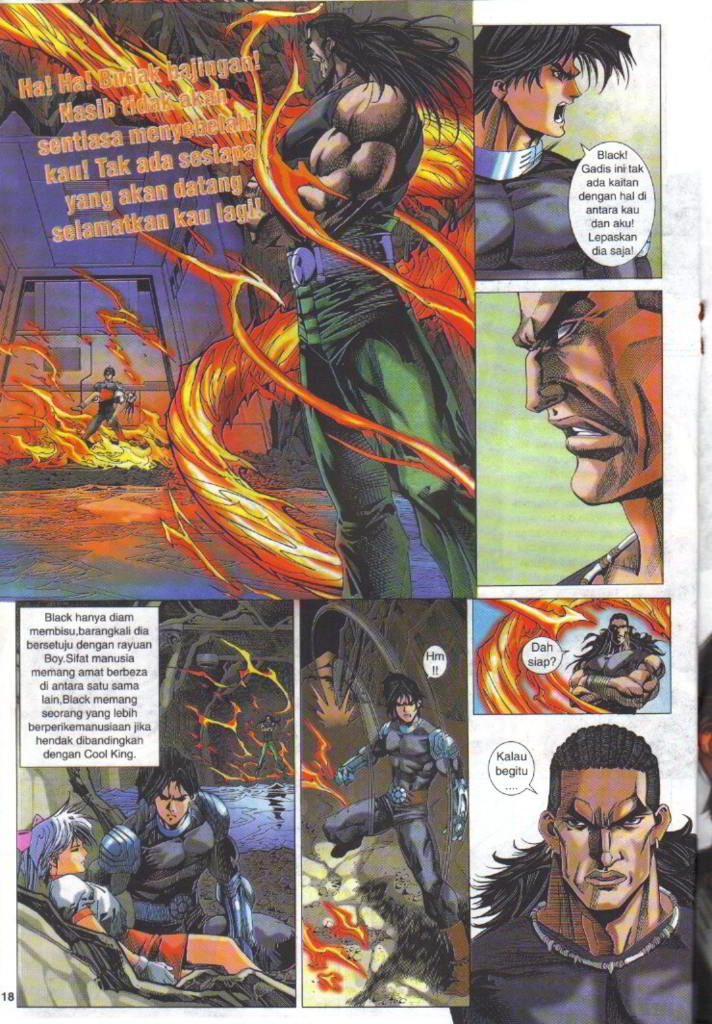 Ha! Ha! Budak bajingan!
Nasib tidak akan
sentiasa menyebelahi
kau! Tak ada sesiapa
yang akan datang
selamatkan kau lagi!
Black!
Gadis ini tak
ada kaitan
dengan hal di
antara kau
dan aku!
Lepaskan
dia saja!
Black hanya diam
membisu,barangkali dia
bersetuju dengan rayuan
Boy.Sifat manusia
memang amat berbeza
di antara satu sama
lain,Black memang
seorang yang lebih
berperikemanusiaan jika
hendak dibandingkan
dengan Cool King.
Hm
!!
Dah
siap?
Kalau
begitu
....
18